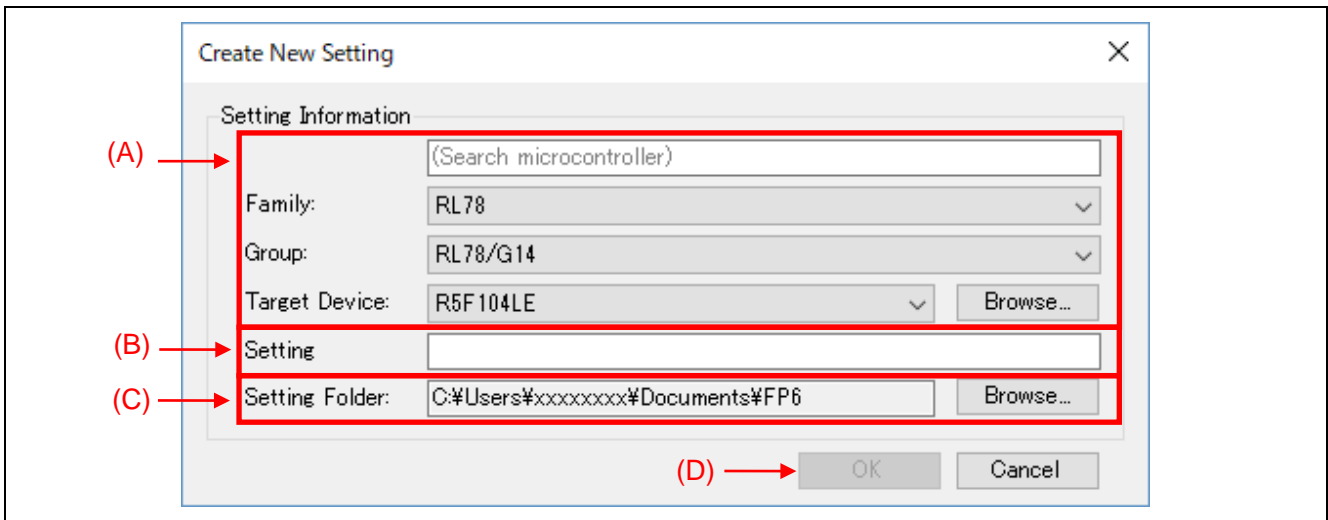 Create New Setting
Setting Information
(A)
(Search microcontroller)
Family: RL78
Group: RL78/G14
Target Device: R5F104LE Browse...
(B) Setting
(C) Setting Folder: C:¥Users¥xxxxxxxx¥Documents¥FP6 Browse...
(D) OK Cancel